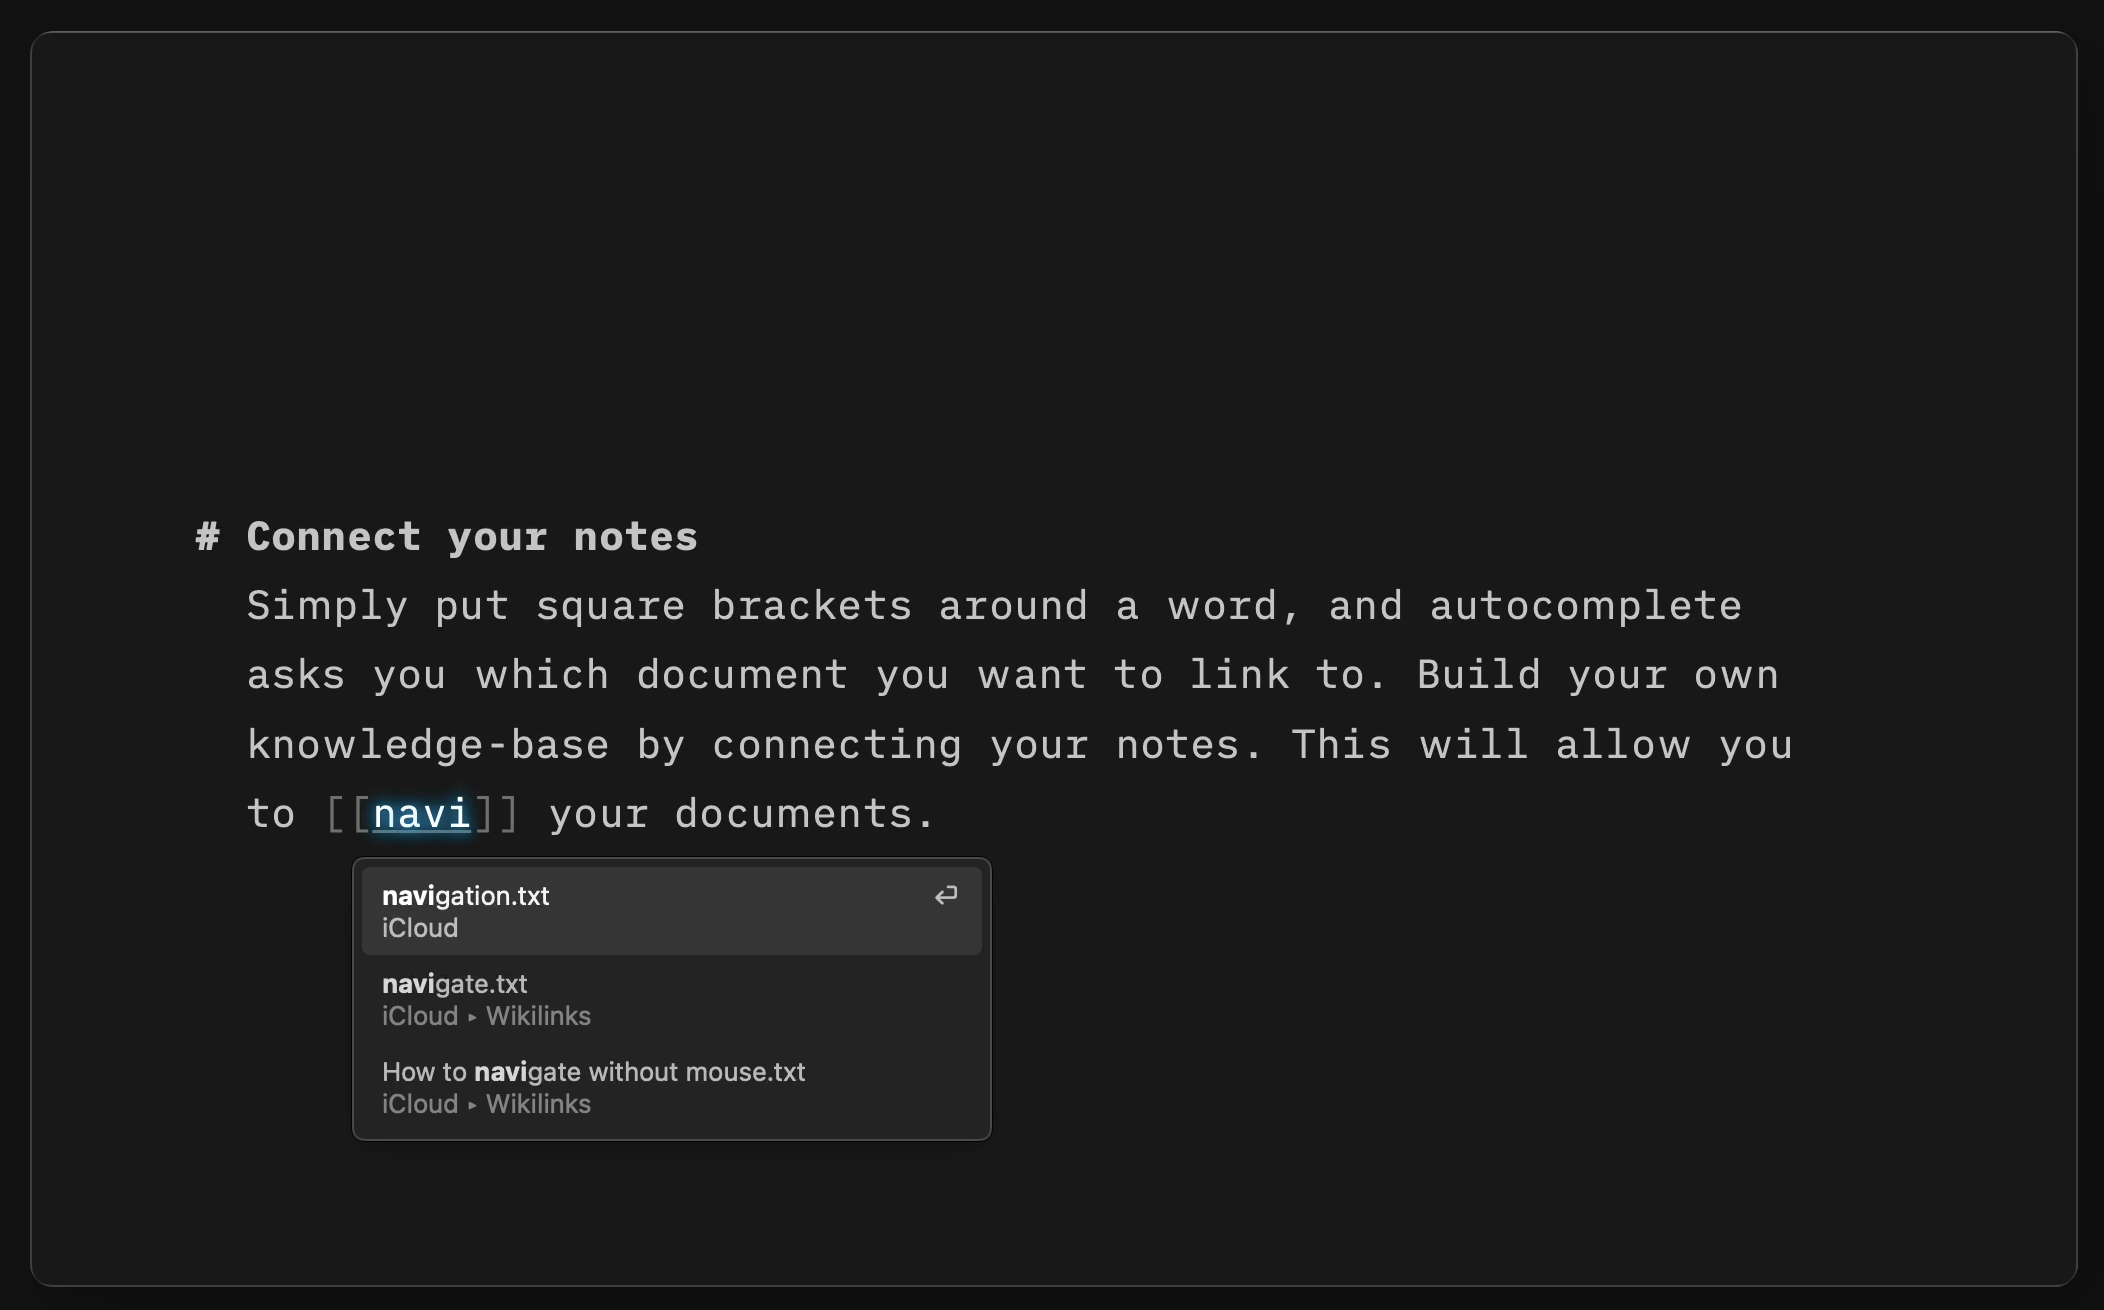 # Connect your notes
Simply put square brackets around a word, and autocomplete
asks you which document you want to link to. Build your own
knowledge-base by connecting your notes. This will allow you
to [[navi]] your documents.
navigation.txt
iCloud
navigate.txt
iCloud ▸ Wikilinks
How to navigate without mouse.txt
iCloud ▸ Wikilinks